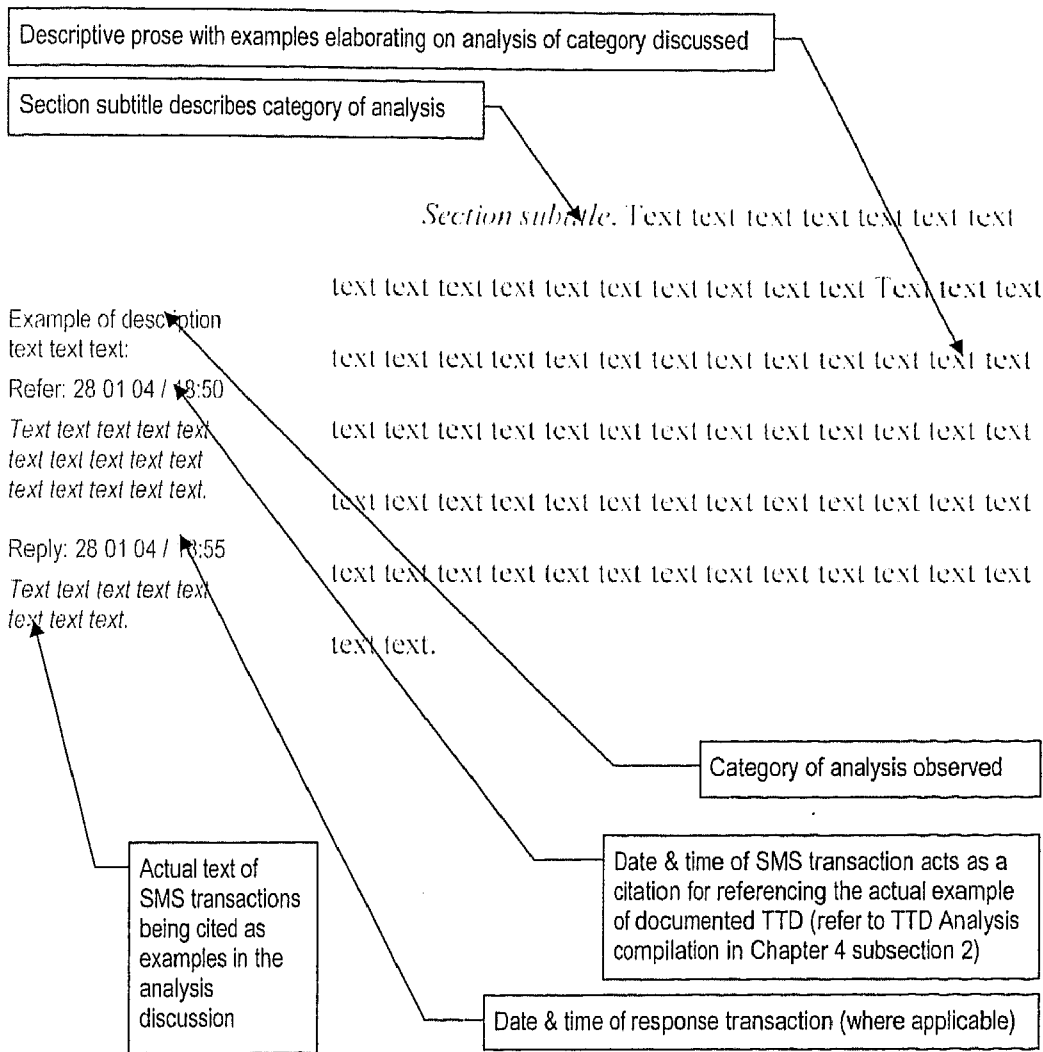 Descriptive prose with examples elaborating on analysis of category discussed
Section subtitle describes category of analysis
Section subtitle. Text text text text text text text
text text text text text text text text text text Text text text
text text text text text text text text text text text text text
text text text text text text text text text text text text text
text text text text text text text text text text text text text
text text text text text text text text text text text text text
text text.
Example of description
text text text:
Refer: 28 01 04 / 18:50
Text text text text text
text text text text text
text text text text text.
Reply: 28 01 04 / 18:55
Text text text text text
text text text.
Category of analysis observed
Date & time of SMS transaction acts as a
citation for referencing the actual example
of documented TTD (refer to TTD Analysis
compilation in Chapter 4 subsection 2)
Actual text of
SMS transactions
being cited as
examples in the
analysis
discussion
Date & time of response transaction (where applicable)